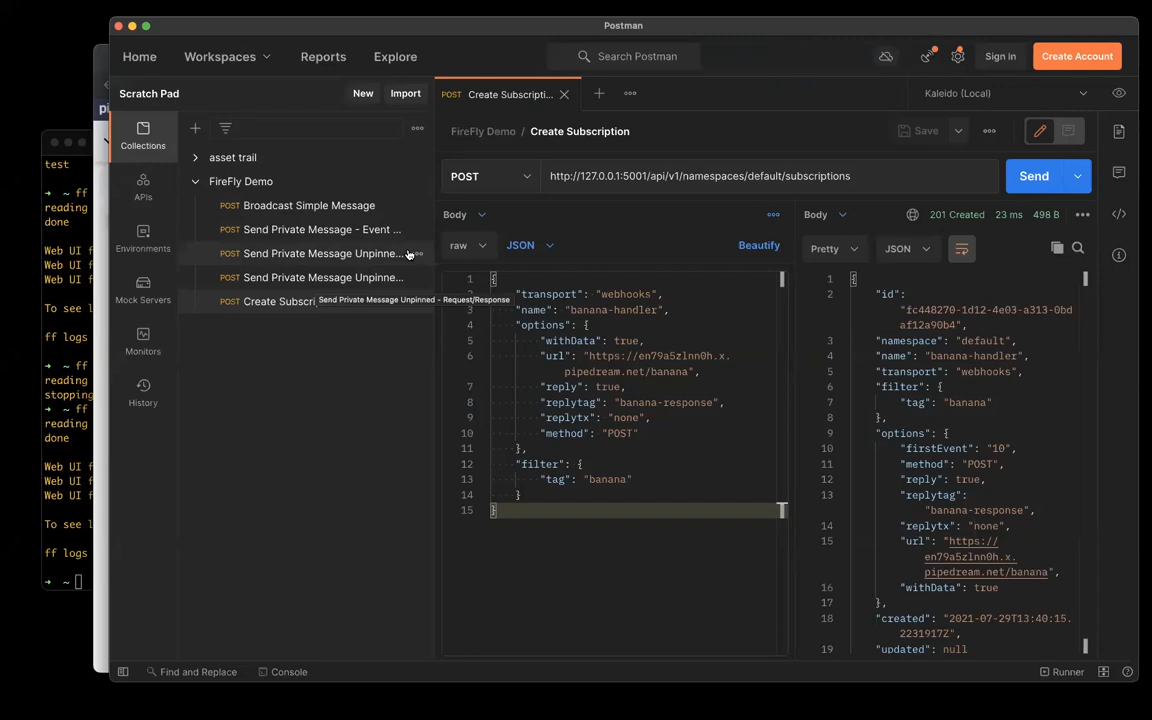 Postman
Home
Workspaces
Reports
Explore
Search Postman
Sign in
Create Account
Scratch Pad
New
Import
POST Create Subscripti...
Kaleido (Local)
Collections
APIs
Environments
Mock Servers
Monitors
History
asset trail
FireFly Demo
POST Broadcast Simple Message
POST Send Private Message - Event ...
POST Send Private Message Unpinne...
POST Send Private Message Unpinne...
POST Create Subscri
Send Private Message Unpinned - Request/Response
FireFly Demo / Create Subscription
Save
POST
http://127.0.0.1:5001/api/v1/namespaces/default/subscriptions
Send
Body
raw
JSON
Beautify
1 {
2 "transport": "webhooks",
3 "name": "banana-handler",
4 "options": {
5 "withData": true,
6 "url": "https://en79a5zlnn0h.x.
pipedream.net/banana",
7 "reply": true,
8 "replytag": "banana-response",
9 "replytx": "none",
10 "method": "POST"
11 },
12 "filter": {
13 "tag": "banana"
14 }
15 }
Body
201 Created 23 ms 498 B
Pretty
JSON
1 {
2 "id":
"fc448270-1d12-4e03-a313-0bd
af12a90b4",
3 "namespace": "default",
4 "name": "banana-handler",
5 "transport": "webhooks",
6 "filter": {
7 "tag": "banana"
8 },
9 "options": {
10 "firstEvent": "10",
11 "method": "POST",
12 "reply": true,
13 "replytag":
"banana-response",
14 "replytx": "none",
15 "url": "https://
en79a5zlnn0h.x.
pipedream.net/banana",
16 "withData": true
17 },
18 "created": "2021-07-29T13:40:15.
2231917Z",
19 "updated": null
Find and Replace
Console
Runner
pi
test
→ ~ ff
reading
done
Web UI f
Web UI f
Web UI f
To see l
ff logs
→ ~ ff
reading
stopping
→ ~ ff
reading
done
Web UI f
Web UI f
Web UI f
To see l
ff logs
→ ~